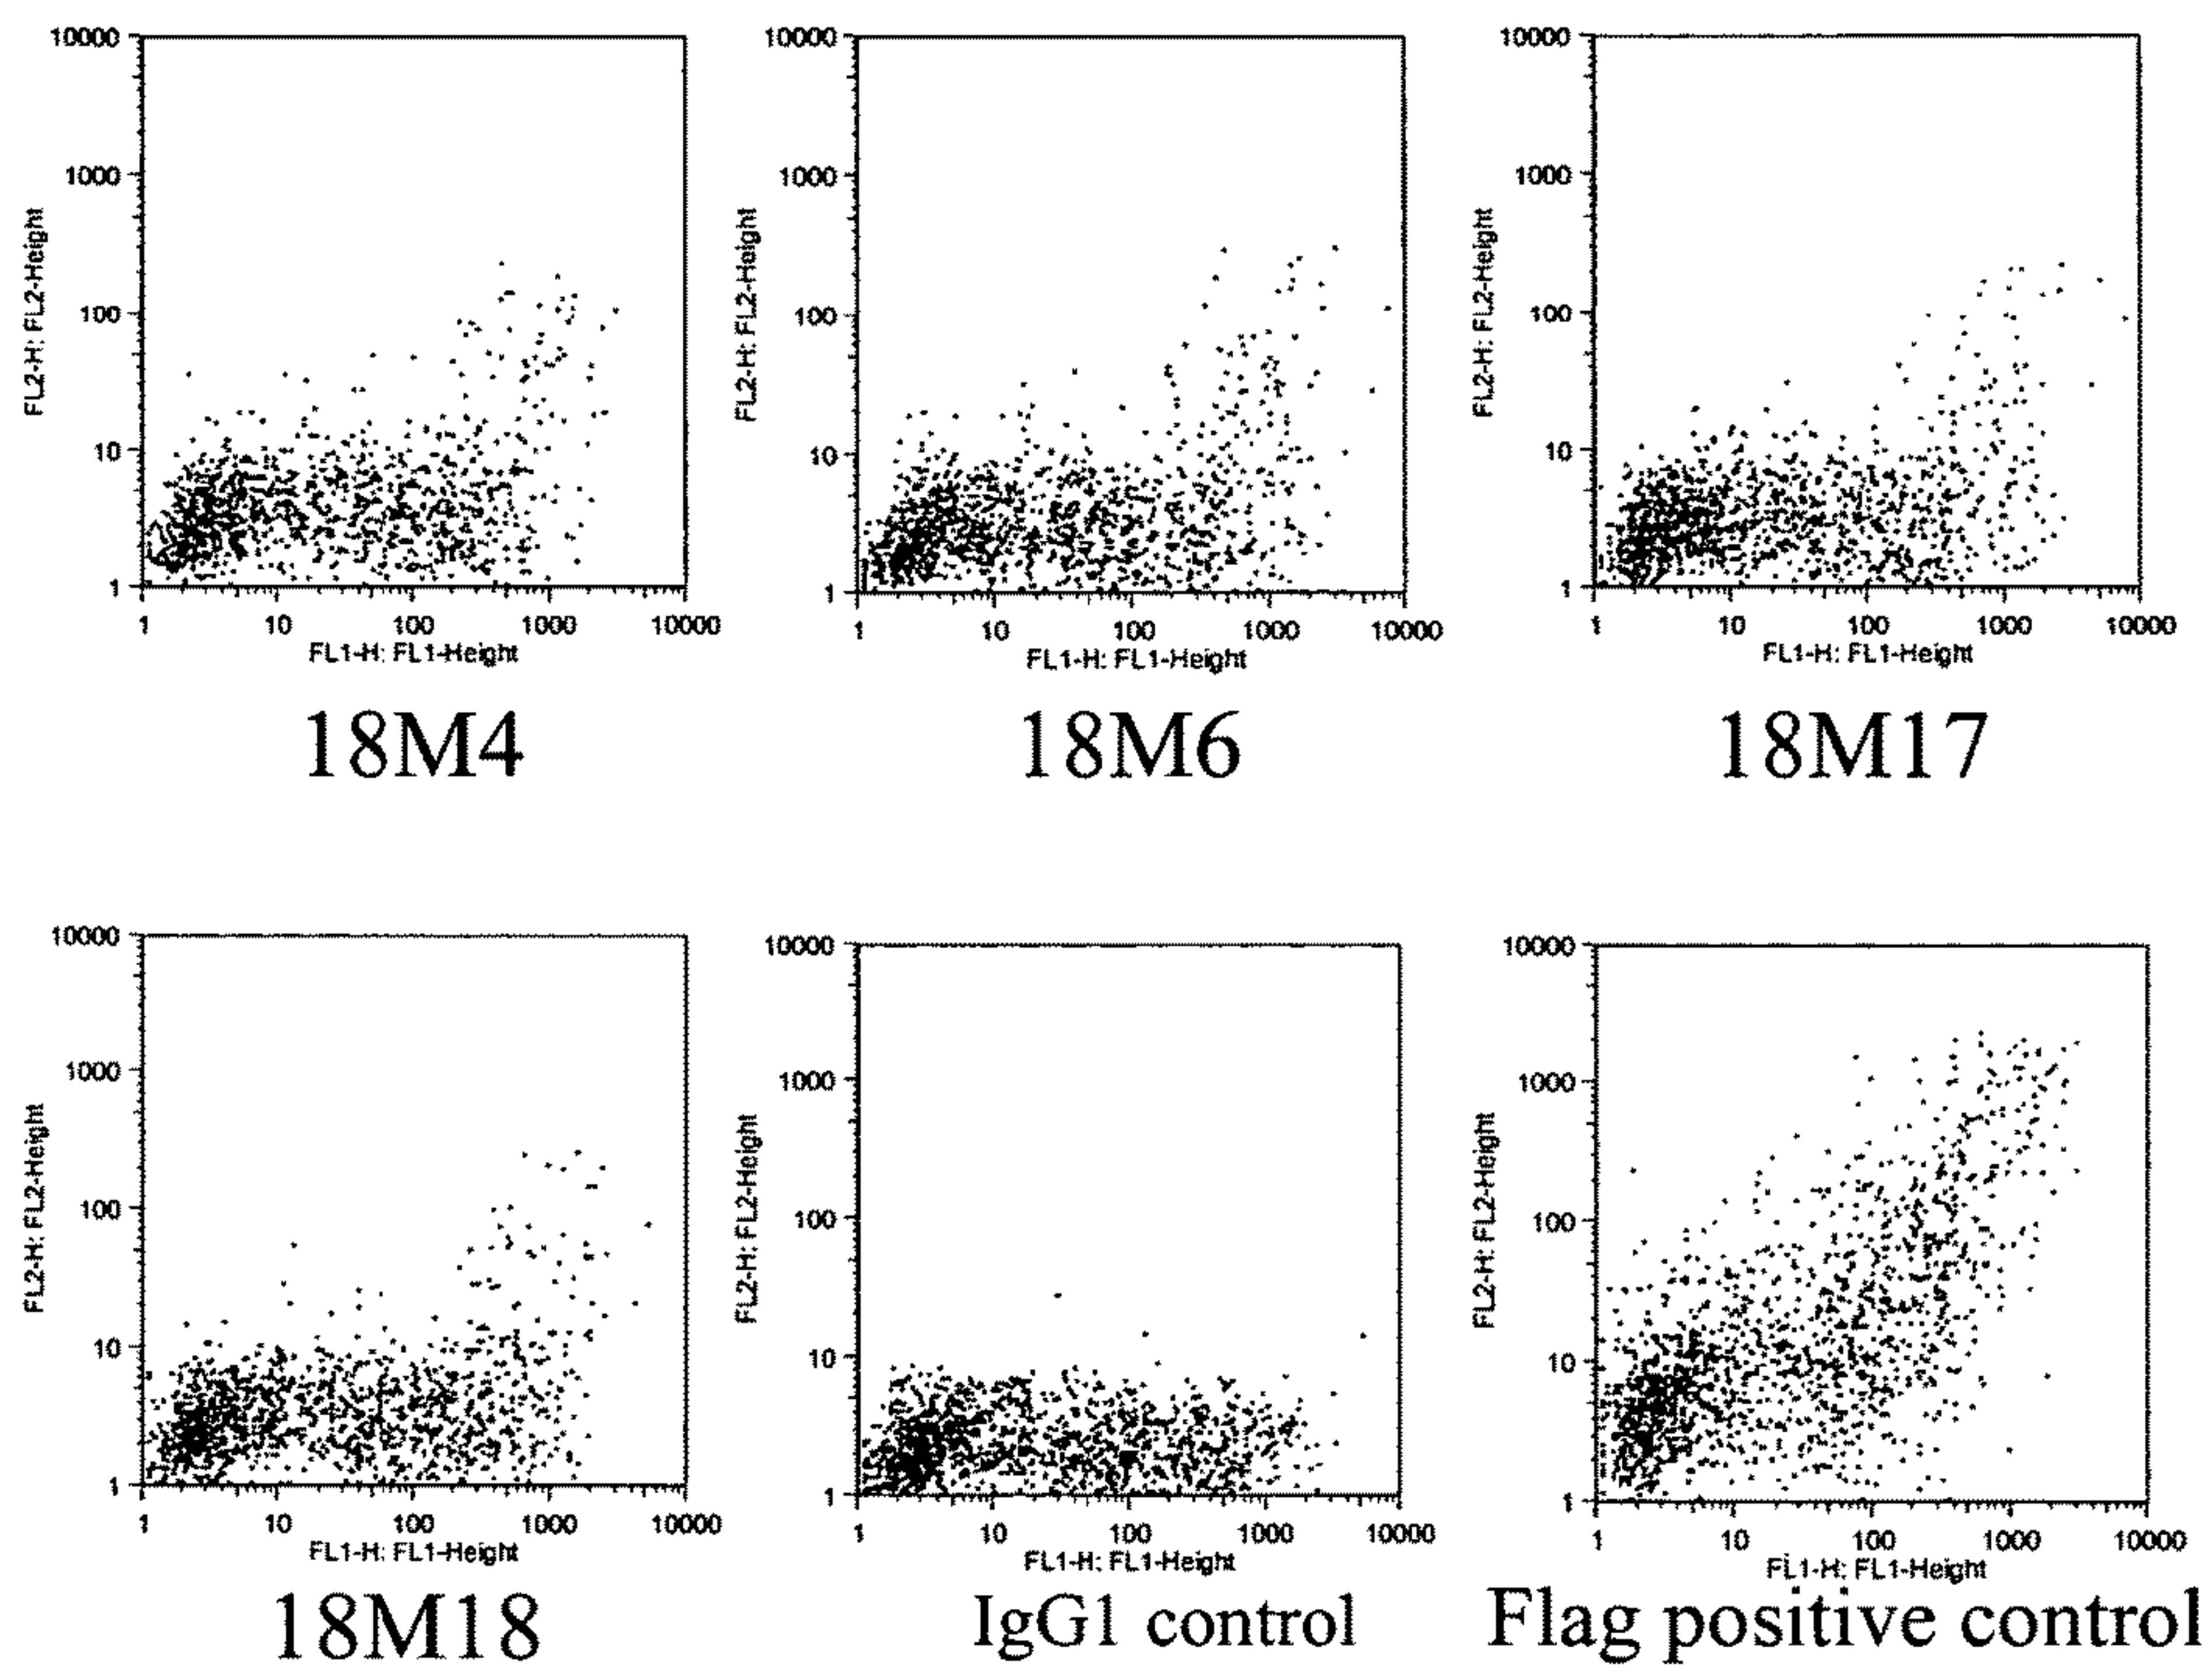 10000
1000
100
10
1
FL2-H: FL2-Height
1 10 100 1000 10000
FL1-H: FL1-Height
18M4
10000
1000
100
10
1
FL2-H: FL2-Height
1 10 100 1000 10000
FL1-H: FL1-Height
18M6
10000
1000
100
10
1
FL2-H: FL2-Height
1 10 100 1000 10000
FL1-H: FL1-Height
18M17
10000
1000
100
10
1
FL2-H: FL2-Height
1 10 100 1000 10000
FL1-H: FL1-Height
18M18
10000
1000
100
10
1
FL2-H: FL2-Height
1 10 100 1000 10000
FL1-H: FL1-Height
IgG1 control
10000
1000
100
10
1
FL2-H: FL2-Height
1 10 100 1000 10000
FL1-H: FL1-Height
Flag positive control